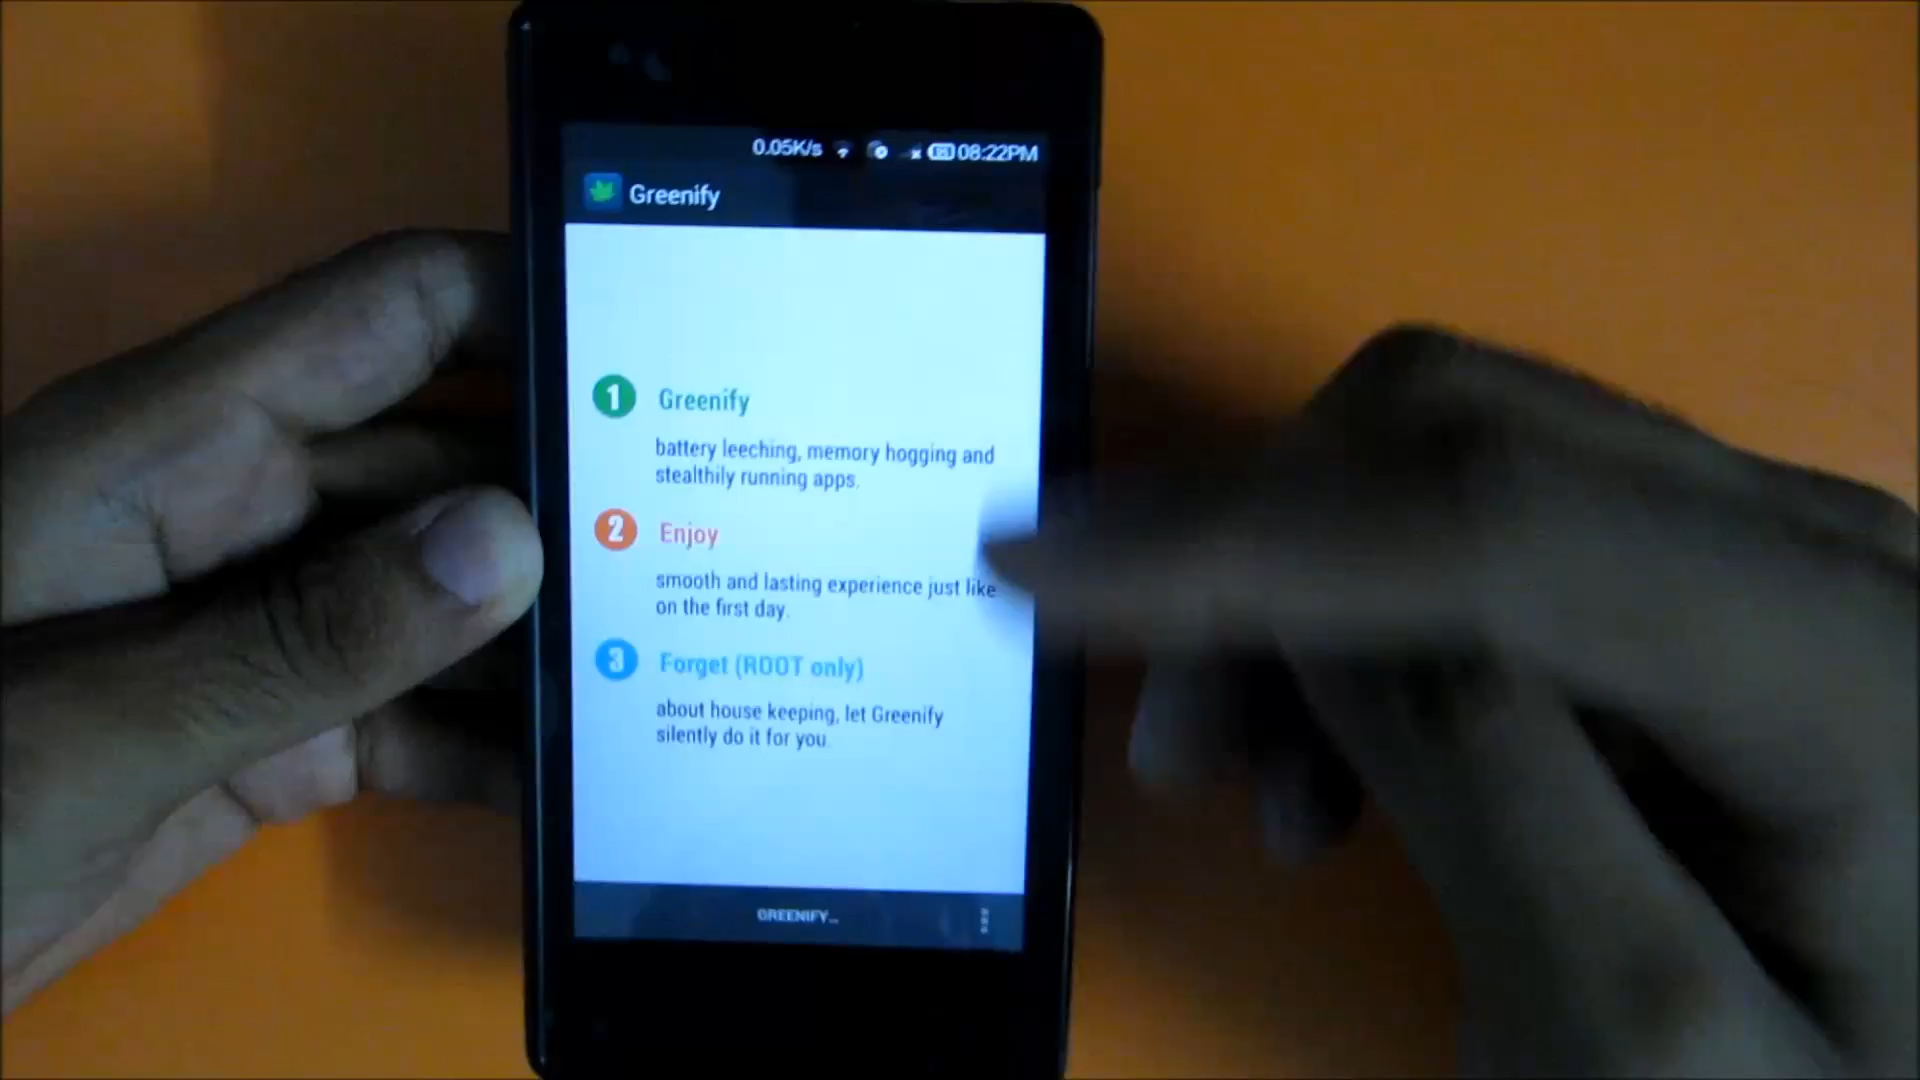 0.05K/s 08:22PM
Greenify
1 Greenify
battery leeching, memory hogging and
stealthily running apps.
2 Enjoy
smooth and lasting experience just like
on the first day.
3 Forget (ROOT only)
about house keeping, let Greenify
silently do it for you.
GREENIFY...